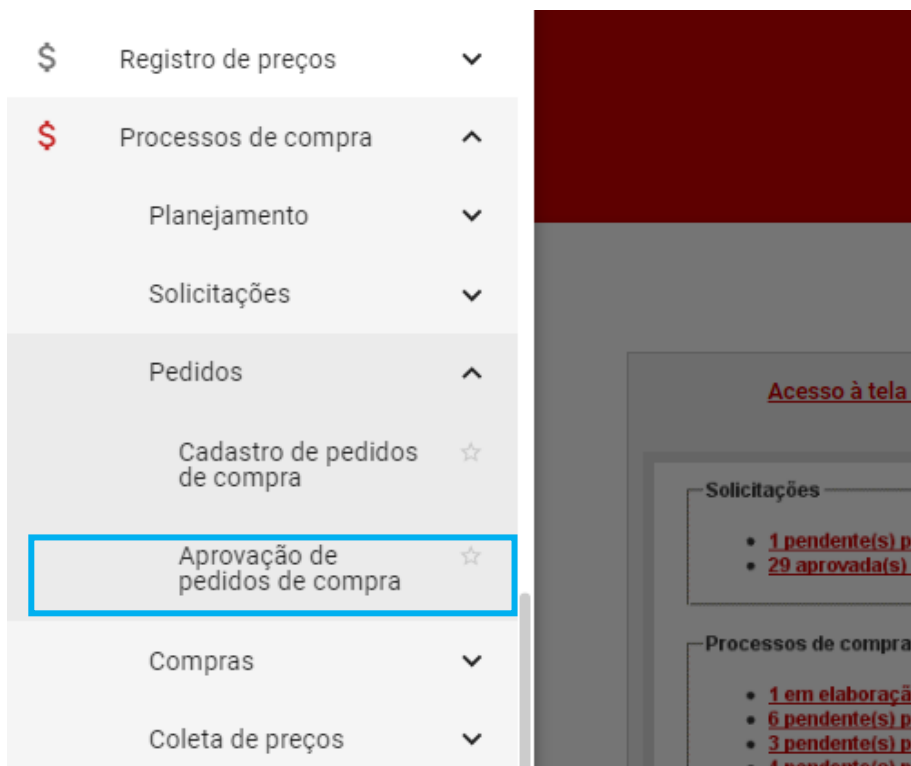 $ Registro de preços
$ Processos de compra
Planejamento
Solicitações
Pedidos
Cadastro de pedidos
de compra
Aprovação de
pedidos de compra
Compras
Coleta de preços
Acesso à tela
Solicitações
1 pendente(s)
29 aprovada(s)
Processos de compra
1 em
6 pendente(s)
3 pendente(s)